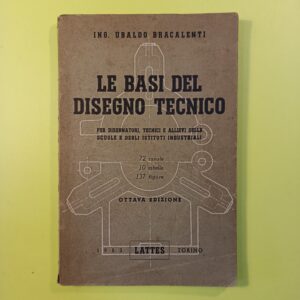 ING. UBALDO BRACALENTI
LE BASI DEL
DISEGNO TECNICO
PER DISEGNATORI, TECNICI E ALLIEVI DELLE
SCUOLE E DEGLI ISTITUTI INDUSTRIALI
72 tavole
10 tabelle
137 figure
OTTAVA EDIZIONE
LATTES TORINO